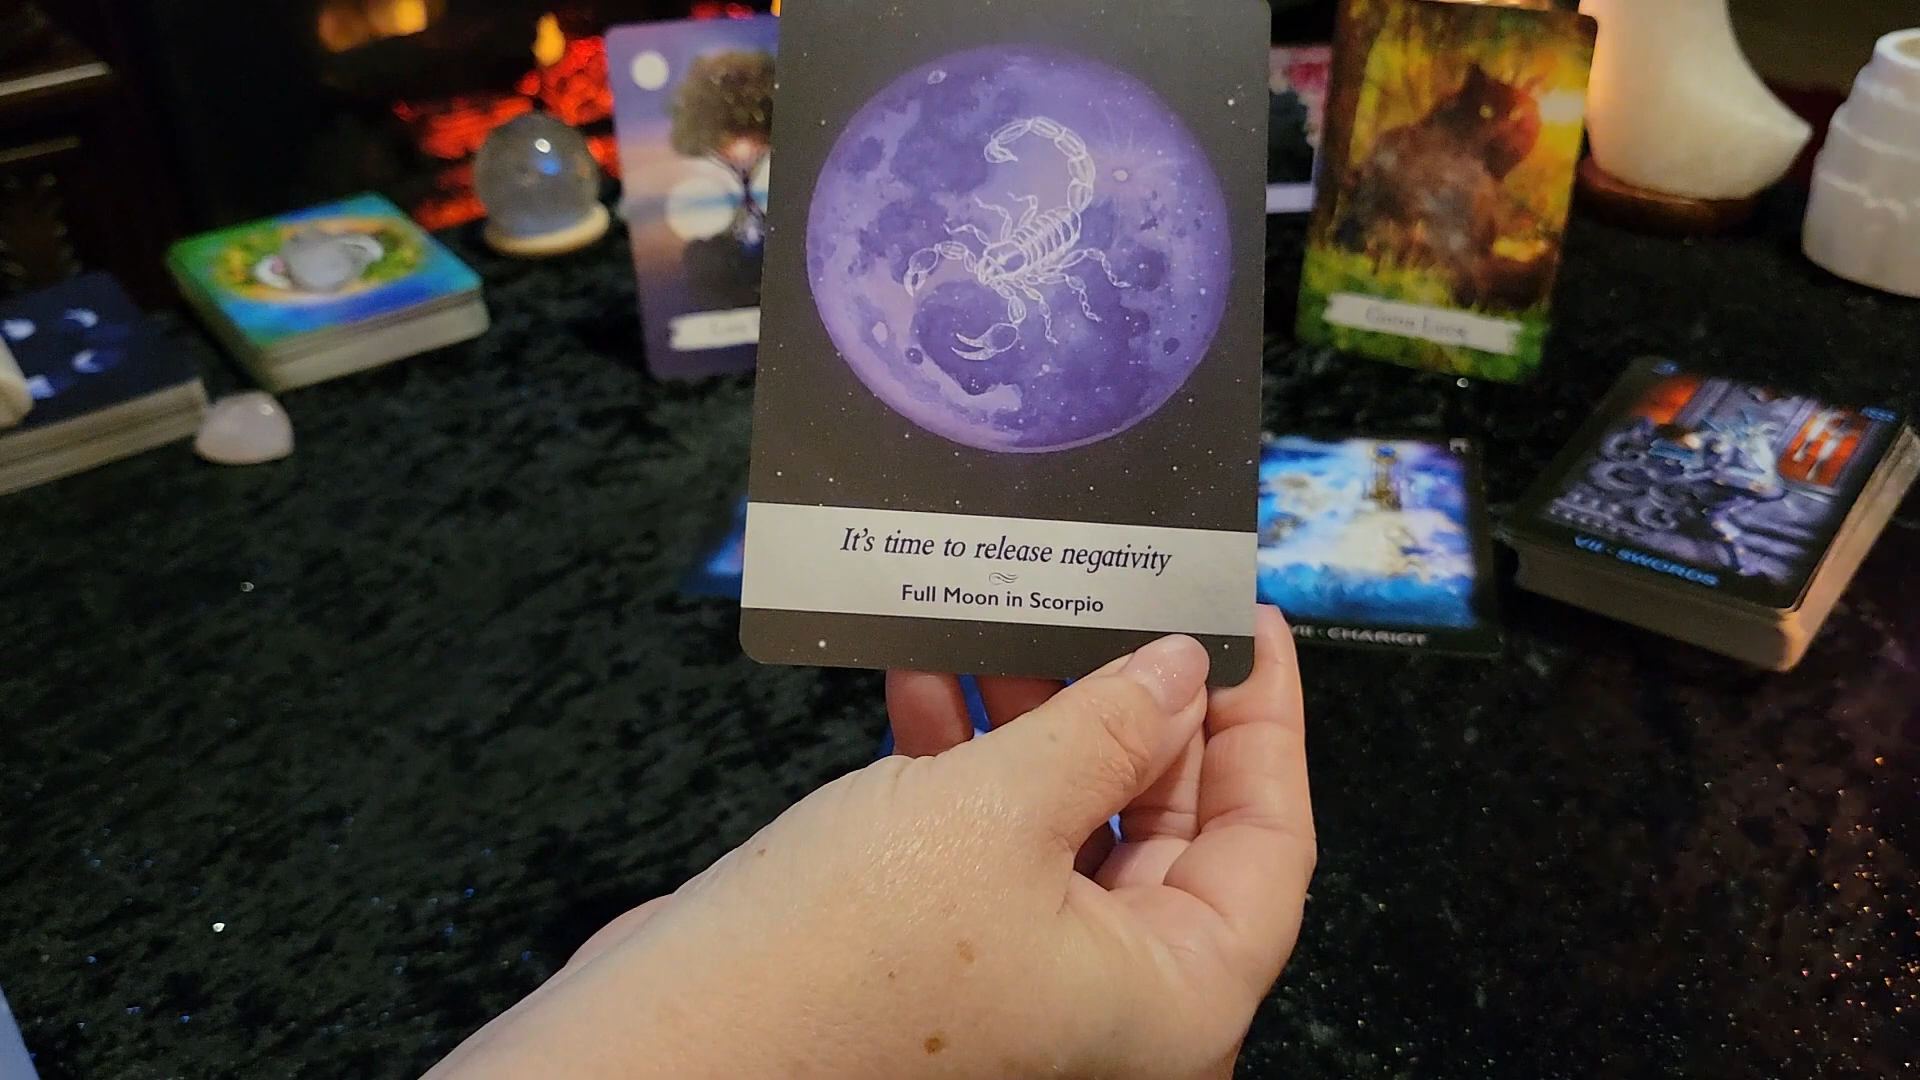 It's time to release negativity
Full Moon in Scorpio
VII · CHARIOT
VII · SWORDS